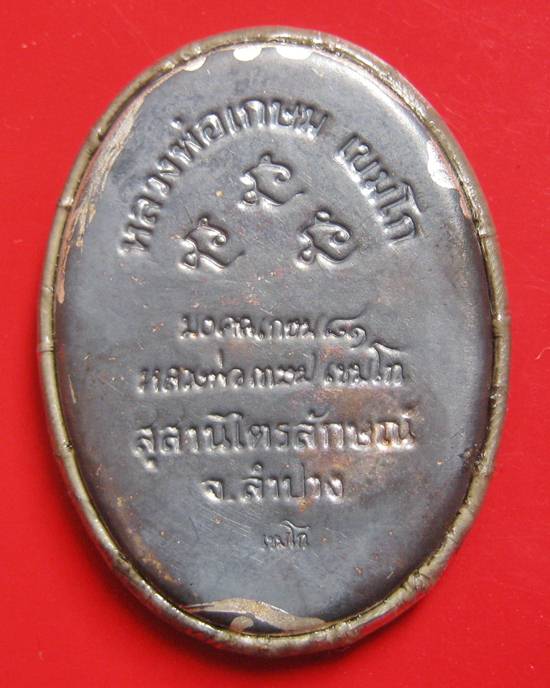 หลวงพ่อเกษม เขมโก
มงคลเกษม ๘๑
หลวงพ่อ เกษม เขมโก
สุสานไตรลักษณ์
จ.ลำปาง
เขมโก